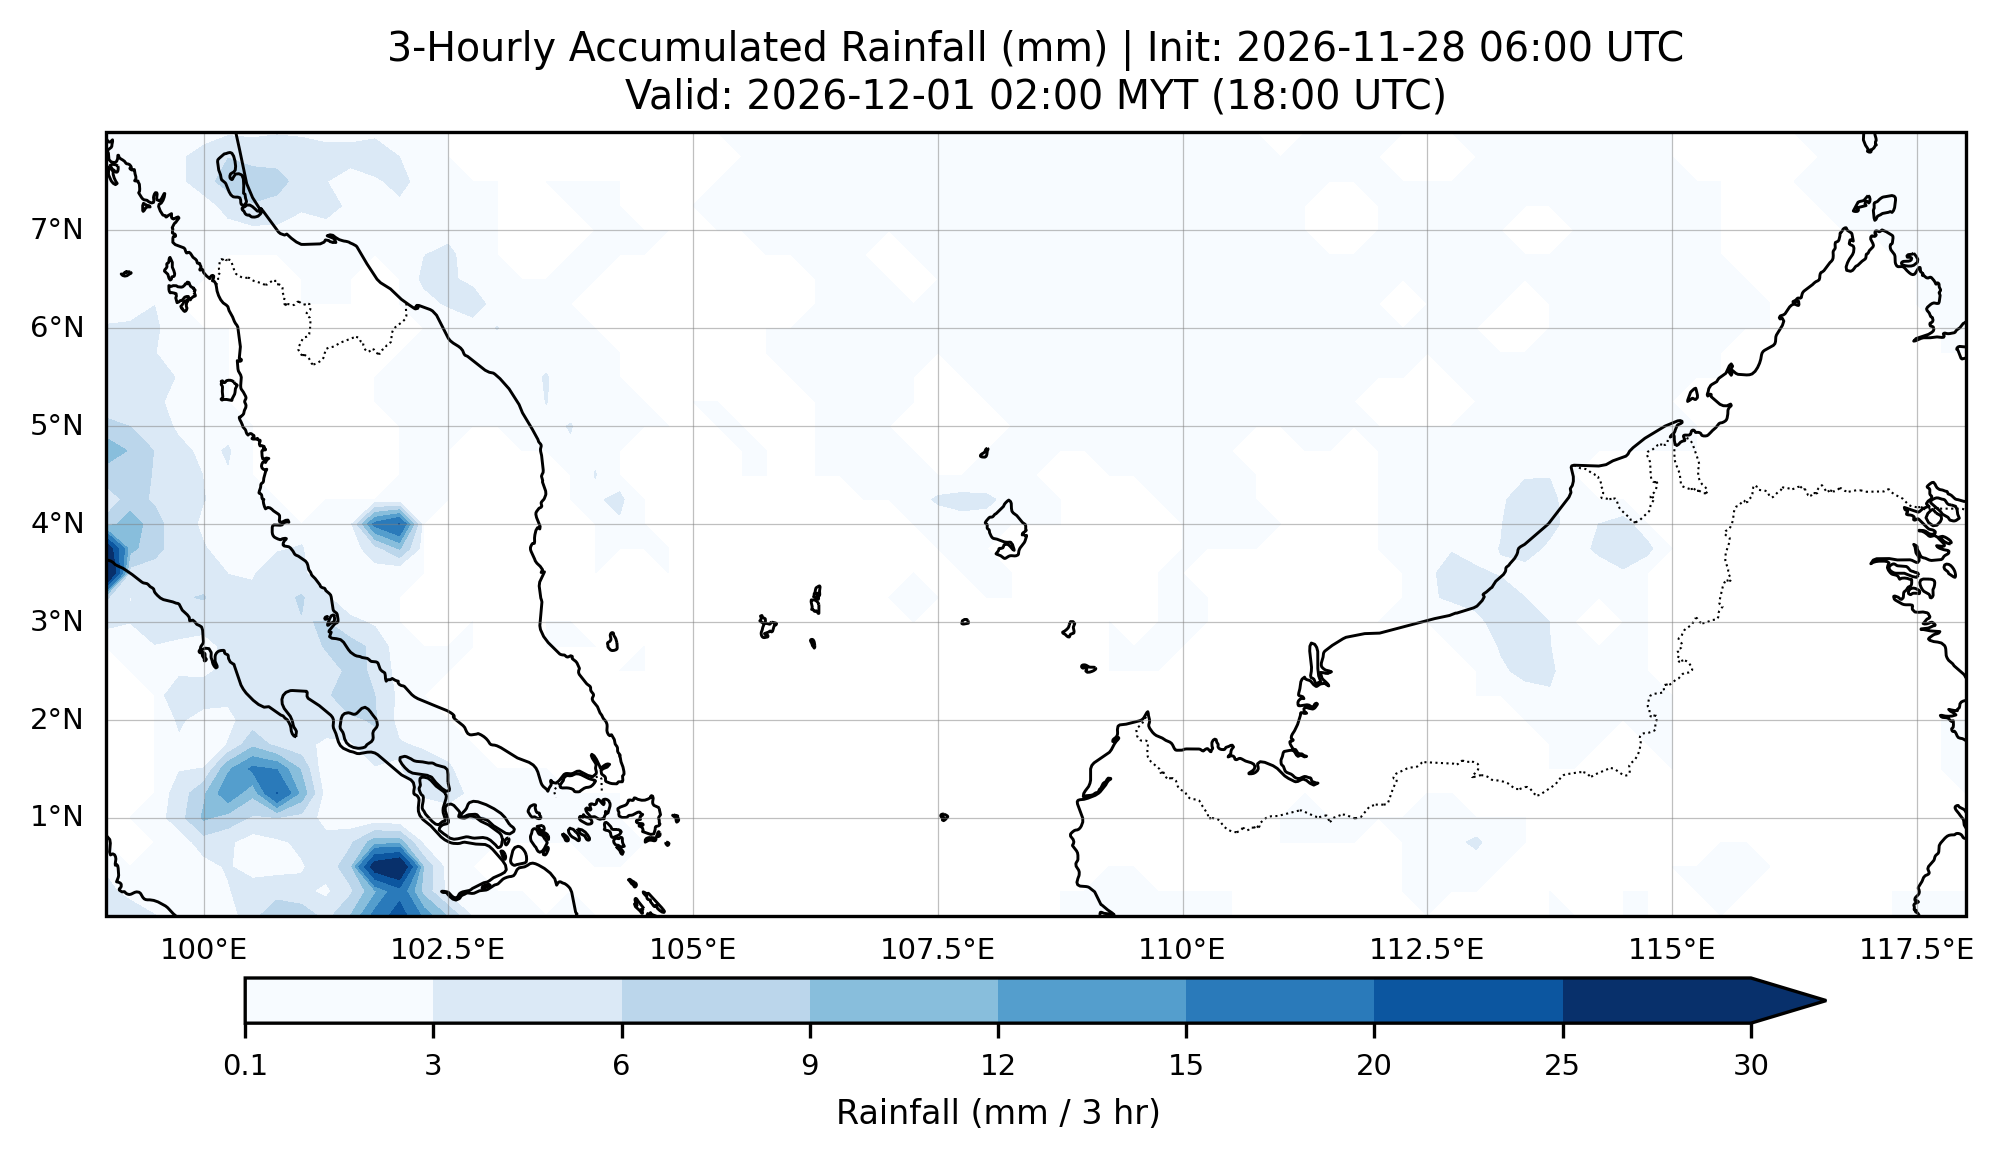 3-Hourly Accumulated Rainfall (mm) | Init: 2026-11-28 06:00 UTC
Valid: 2026-12-01 02:00 MYT (18:00 UTC)
7°N
6°N
5°N
4°N
3°N
2°N
1°N
100°E 102.5°E 105°E 107.5°E 110°E 112.5°E 115°E 117.5°E
0.1 3 6 9 12 15 20 25 30
Rainfall (mm / 3 hr)